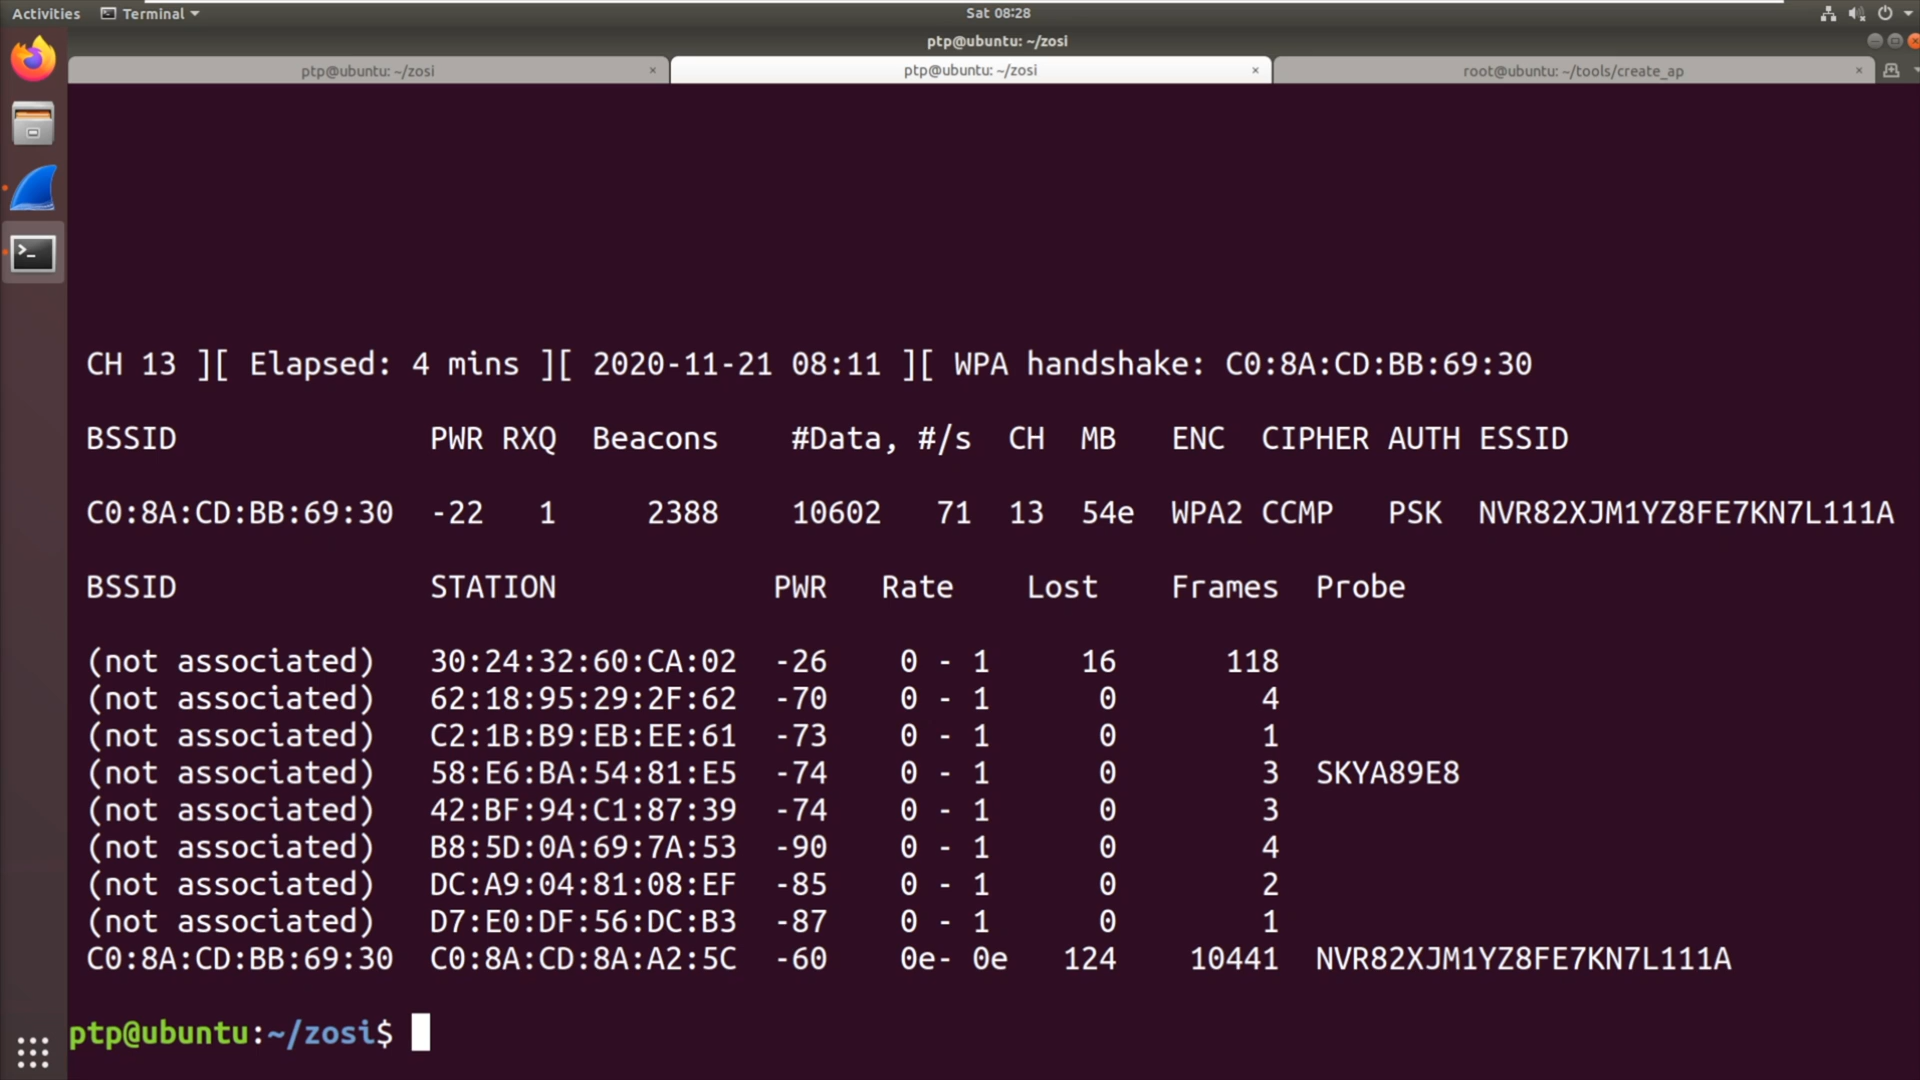 Activities Terminal Sat 08:28
ptp@ubuntu: ~/zosi
ptp@ubuntu: ~/zosi × ptp@ubuntu: ~/zosi × root@ubuntu: ~/tools/create_ap ×
CH 13 ][ Elapsed: 4 mins ][ 2020-11-21 08:11 ][ WPA handshake: C0:8A:CD:BB:69:30
BSSID PWR RXQ Beacons #Data, #/s CH MB ENC CIPHER AUTH ESSID
C0:8A:CD:BB:69:30 -22 1 2388 10602 71 13 54e WPA2 CCMP PSK NVR82XJM1YZ8FE7KN7L111A
BSSID STATION PWR Rate Lost Frames Probe
(not associated) 30:24:32:60:CA:02 -26 0 - 1 16 118
(not associated) 62:18:95:29:2F:62 -70 0 - 1 0 4
(not associated) C2:1B:B9:EB:EE:61 -73 0 - 1 0 1
(not associated) 58:E6:BA:54:81:E5 -74 0 - 1 0 3 SKYA89E8
(not associated) 42:BF:94:C1:87:39 -74 0 - 1 0 3
(not associated) B8:5D:0A:69:7A:53 -90 0 - 1 0 4
(not associated) DC:A9:04:81:08:EF -85 0 - 1 0 2
(not associated) D7:E0:DF:56:DC:B3 -87 0 - 1 0 1
C0:8A:CD:BB:69:30 C0:8A:CD:8A:A2:5C -60 0e- 0e 124 10441 NVR82XJM1YZ8FE7KN7L111A
ptp@ubuntu:~/zosi$